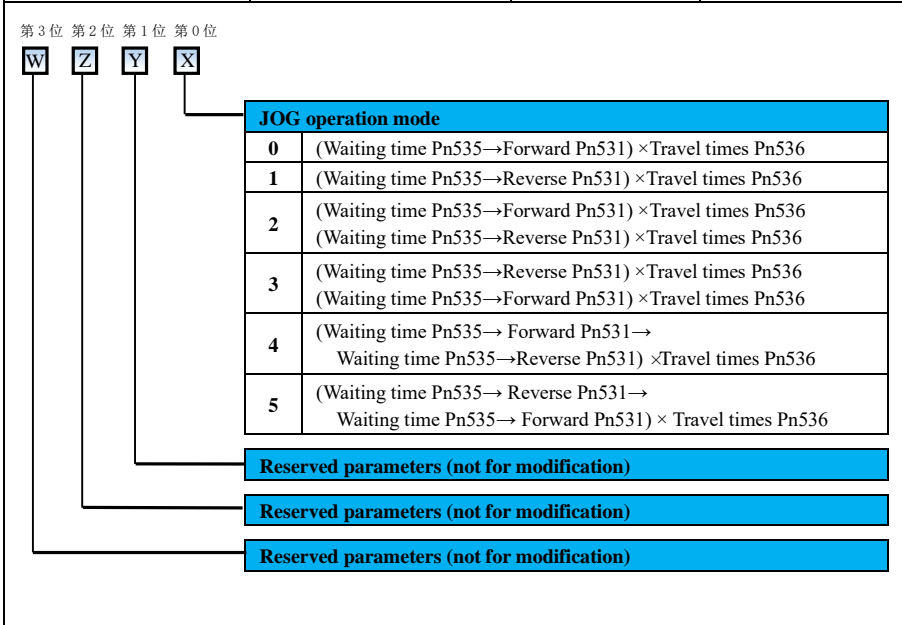 第3位 第2位 第1位 第0位
W Z Y X
JOG operation mode
0 (Waiting time Pn535→Forward Pn531) ×Travel times Pn536
1 (Waiting time Pn535→Reverse Pn531) ×Travel times Pn536
2 (Waiting time Pn535→Forward Pn531) ×Travel times Pn536
(Waiting time Pn535→Reverse Pn531) ×Travel times Pn536
3 (Waiting time Pn535→Reverse Pn531) ×Travel times Pn536
(Waiting time Pn535→Forward Pn531) ×Travel times Pn536
4 (Waiting time Pn535→ Forward Pn531→
Waiting time Pn535→Reverse Pn531) ×Travel times Pn536
5 (Waiting time Pn535→ Reverse Pn531→
Waiting time Pn535→ Forward Pn531) × Travel times Pn536
Reserved parameters (not for modification)
Reserved parameters (not for modification)
Reserved parameters (not for modification)